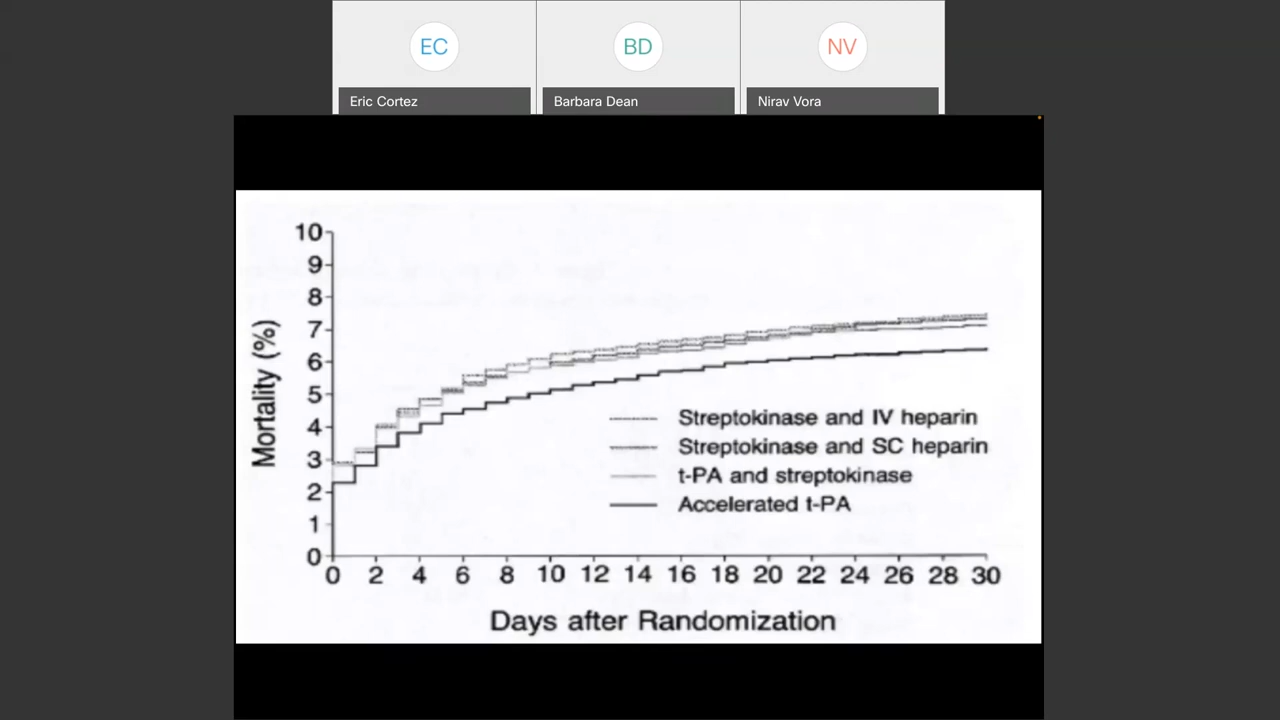 EC
BD
NV
Eric Cortez
Barbara Dean
Nirav Vora
10
9
8
7
6
5
4
3
2
1
0
Mortality (%)
Streptokinase and IV heparin
Streptokinase and SC heparin
t-PA and streptokinase
Accelerated t-PA
0 2 4 6 8 10 12 14 16 18 20 22 24 26 28 30
Days after Randomization